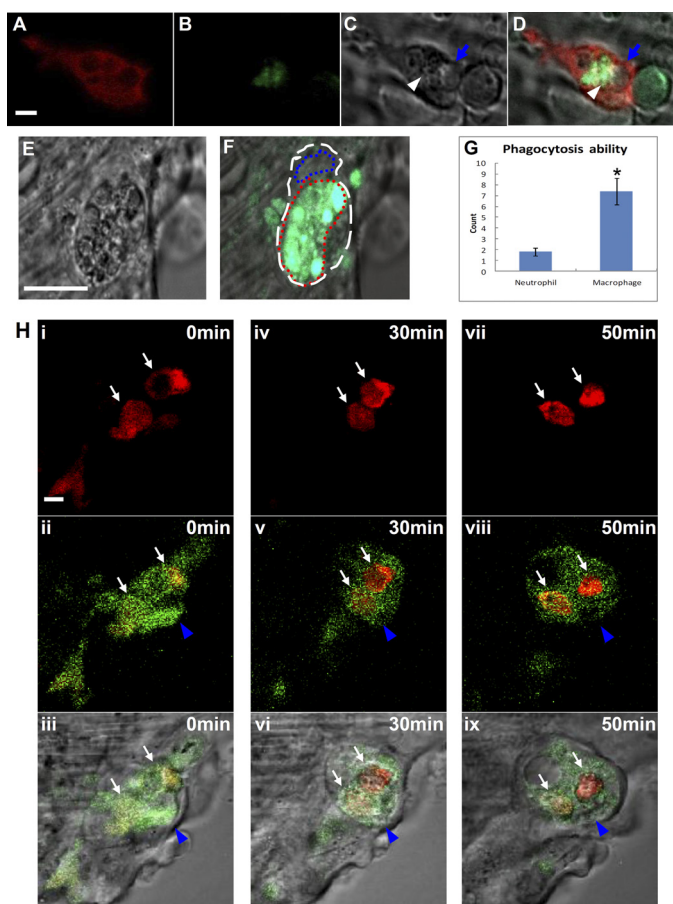 A B C D
E F G
Phagocytosis ability
*
10
9
8
7
6
5
4
3
2
1
0
Count
Neutrophil Macrophage
H
i 0min iv 30min vii 50min
ii 0min v 30min viii 50min
iii 0min vi 30min ix 50min